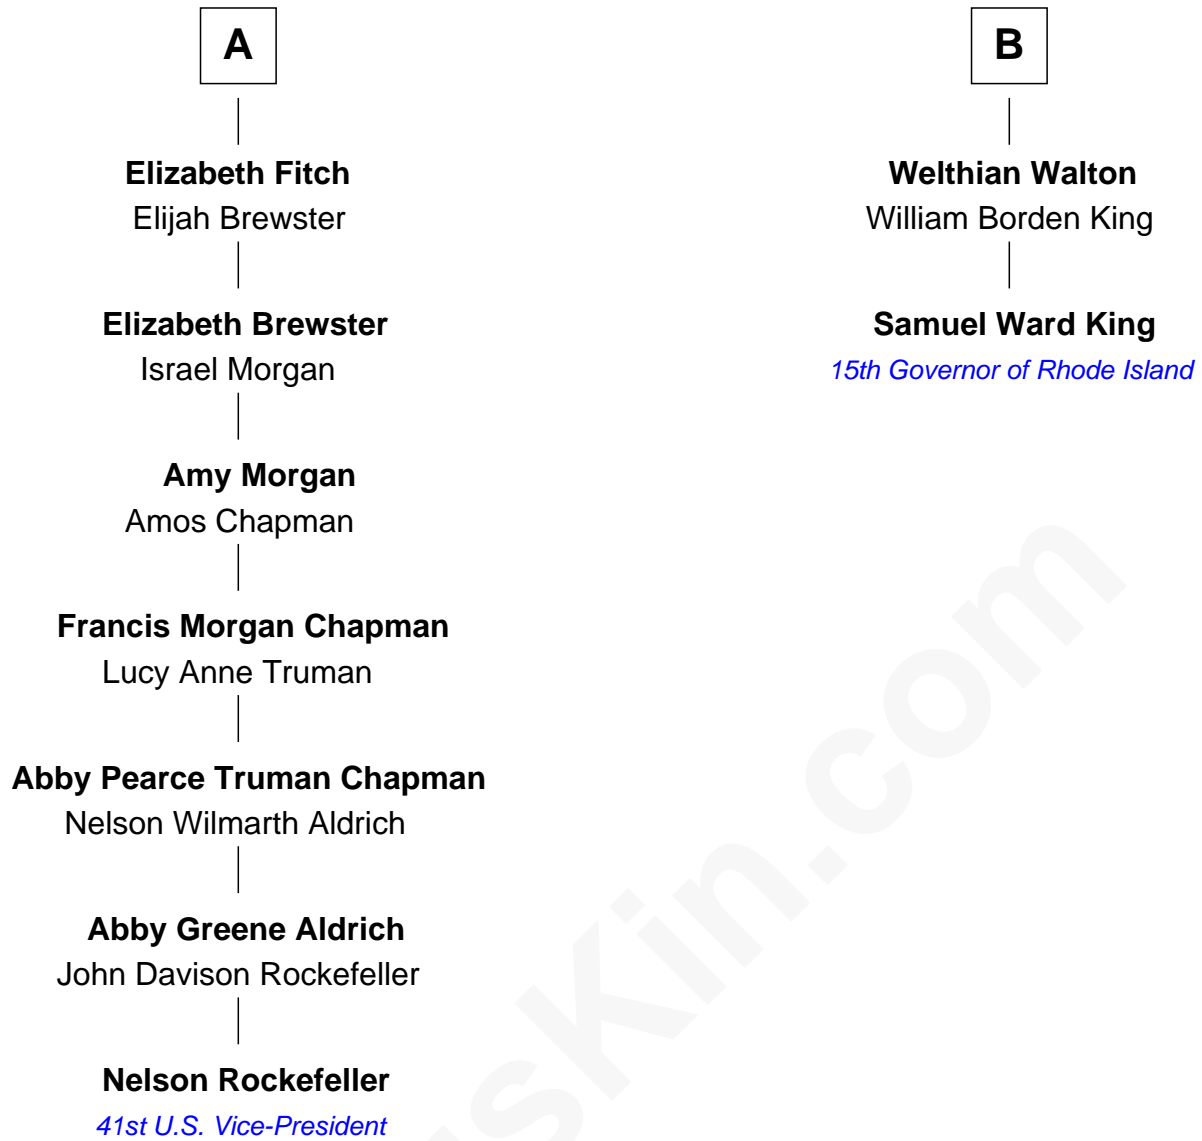 A
Elizabeth Fitch
Elijah Brewster
Elizabeth Brewster
Israel Morgan
Amy Morgan
Amos Chapman
Francis Morgan Chapman
Lucy Anne Truman
Abby Pearce Truman Chapman
Nelson Wilmarth Aldrich
Abby Greene Aldrich
John Davison Rockefeller
Nelson Rockefeller
41st U.S. Vice-President
B
Welthian Walton
William Borden King
Samuel Ward King
15th Governor of Rhode Island
sKin.com